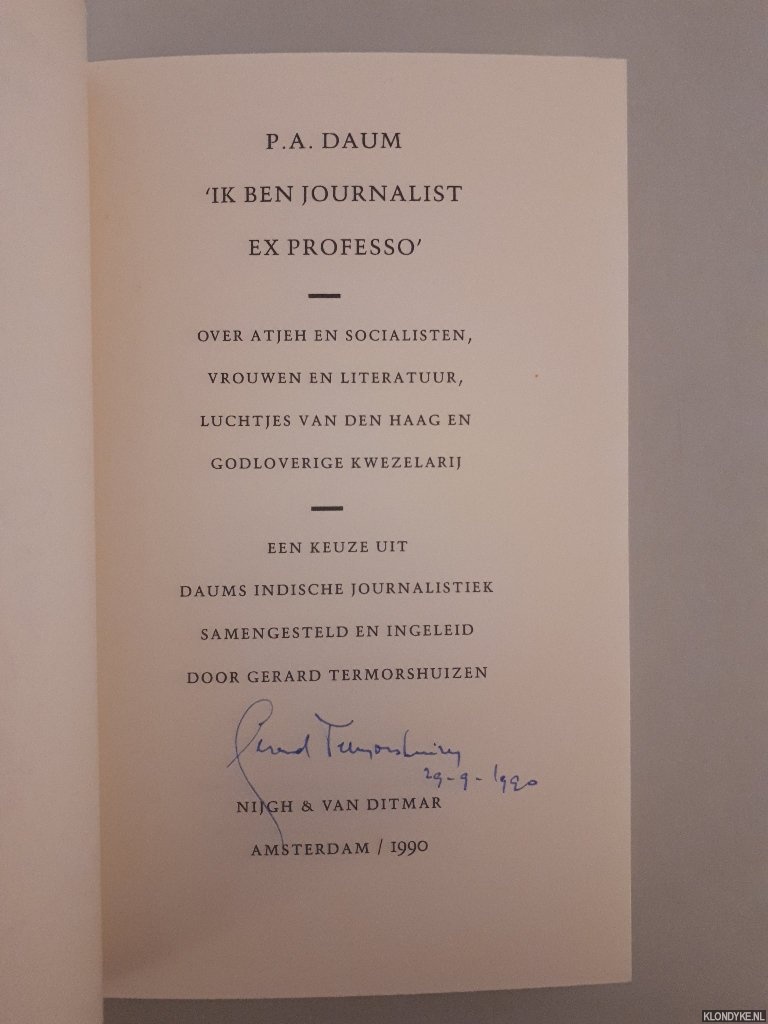 P.A. DAUM
‘IK BEN JOURNALIST
EX PROFESSO’
OVER ATJEH EN SOCIALISTEN,
VROUWEN EN LITERATUUR,
LUCHTJES VAN DEN HAAG EN
GODLOVERIGE KWEZELARIJ
EEN KEUZE UIT
DAUMS INDISCHE JOURNALISTIEK
SAMENGESTELD EN INGELEID
DOOR GERARD TERMORSHUIZEN
Gerard Termorshuizen
29-9-1990
NIJGH & VAN DITMAR
AMSTERDAM / 1990
KLONDYKE.NL